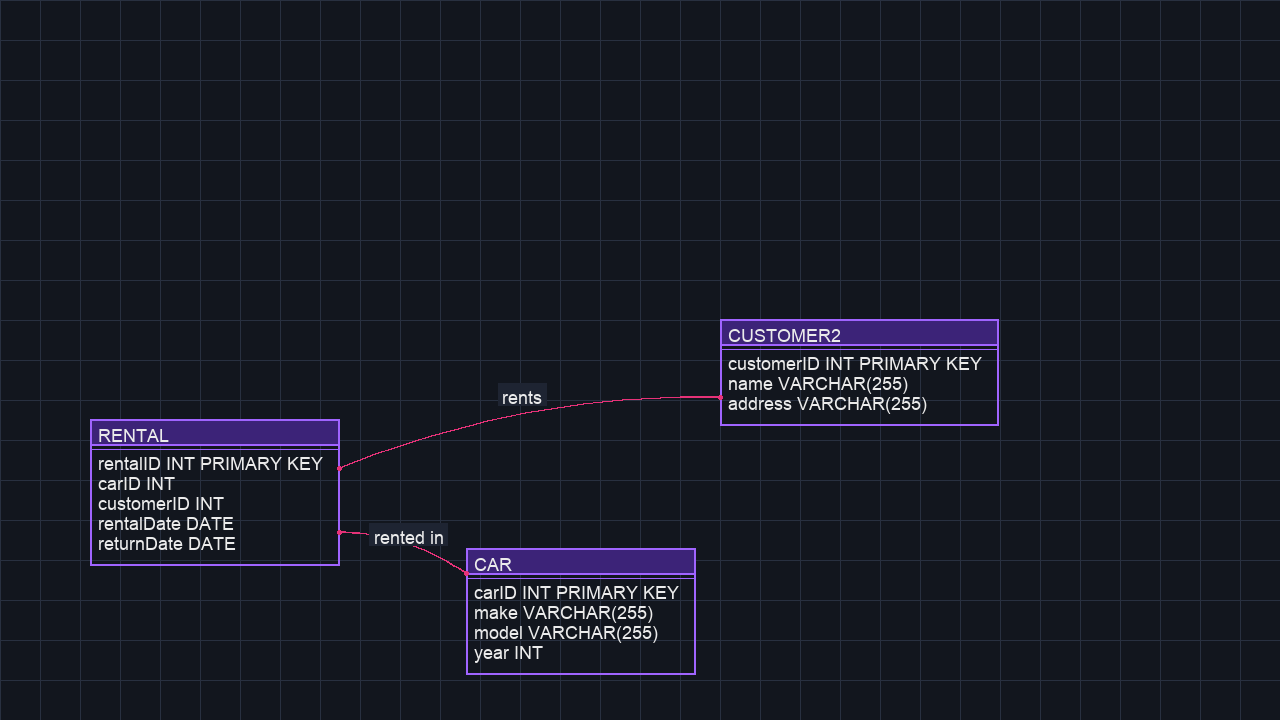 CUSTOMER2
customerID INT PRIMARY KEY
name VARCHAR(255)
address VARCHAR(255)
rents
RENTAL
rentalID INT PRIMARY KEY
carID INT
customerID INT
rentalDate DATE
returnDate DATE
rented in
CAR
carID INT PRIMARY KEY
make VARCHAR(255)
model VARCHAR(255)
year INT